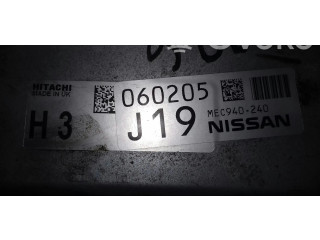 HITACHI
MADE IN UK
060205
H3
J19
MEC940-240
NISSAN